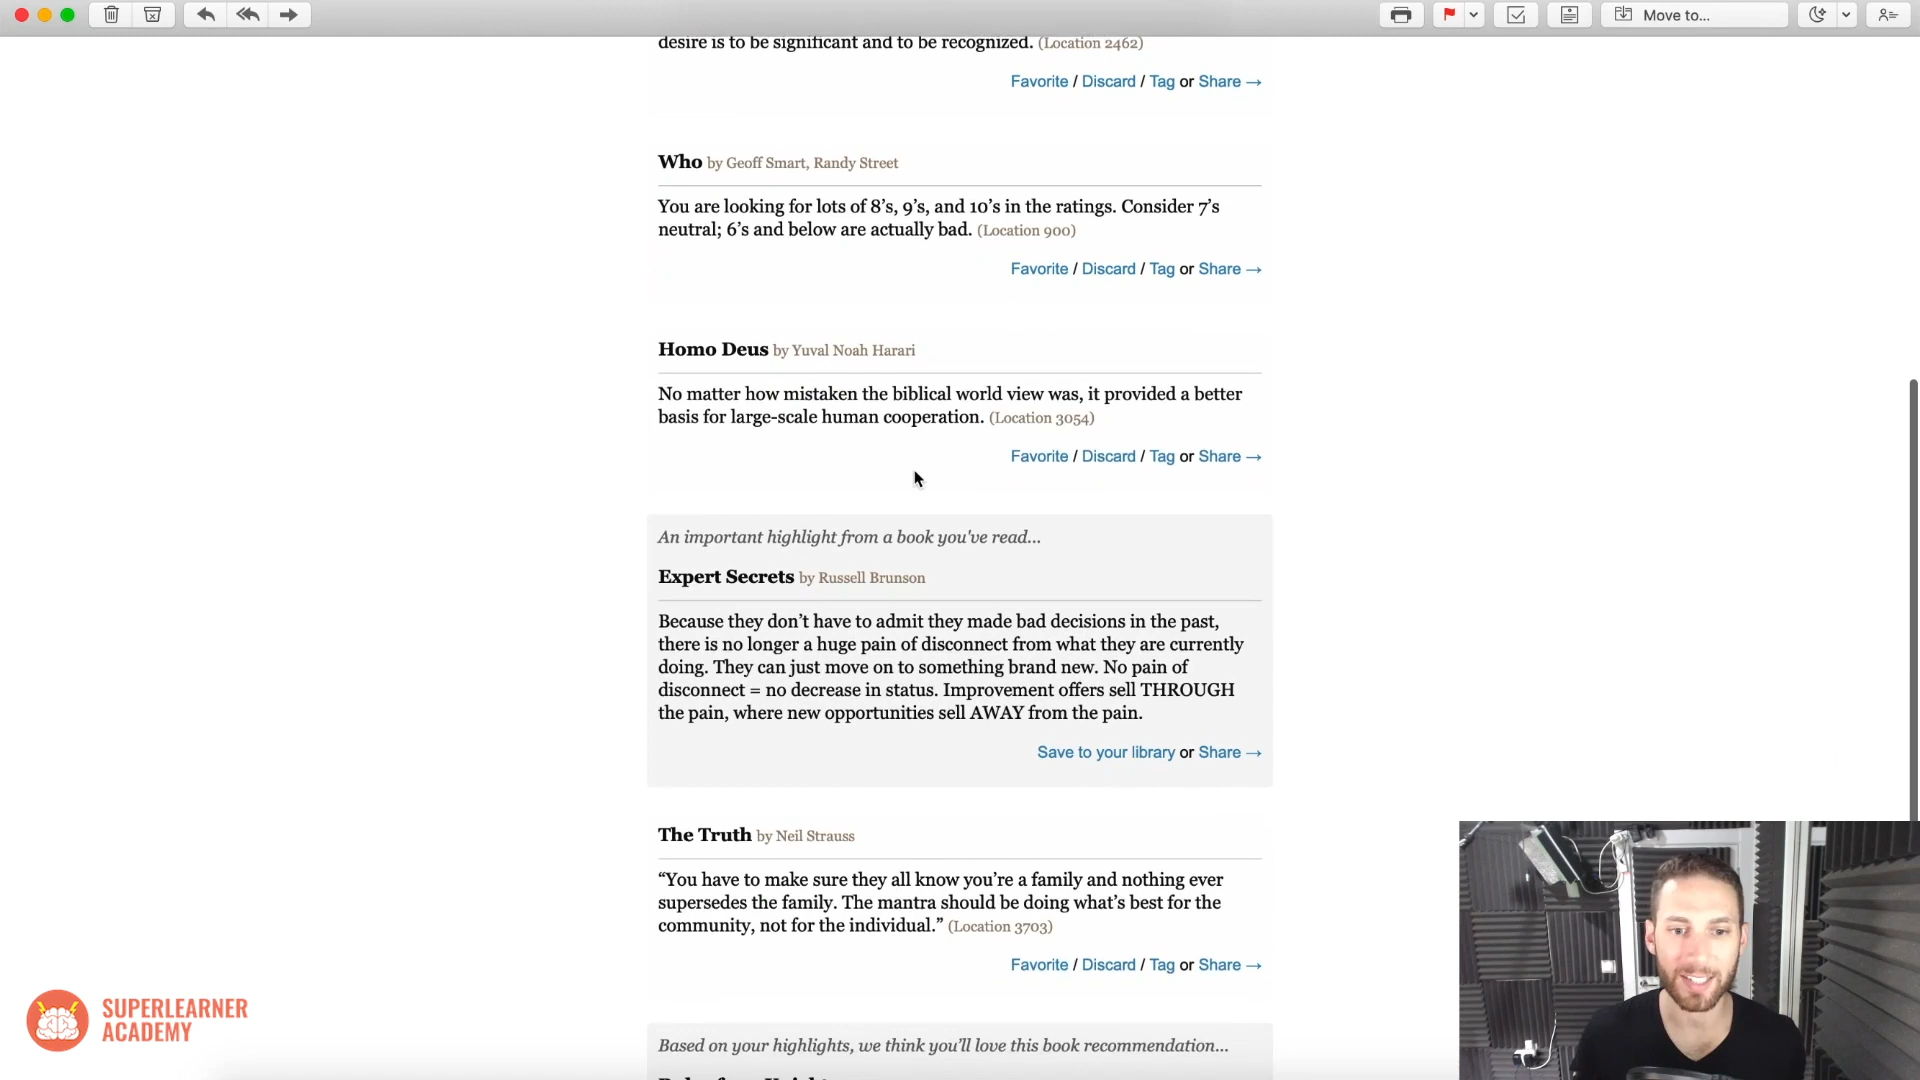 Move to...
desire is to be significant and to be recognized. (Location 2462)
Favorite / Discard / Tag or Share →
Who by Geoff Smart, Randy Street
You are looking for lots of 8’s, 9’s, and 10’s in the ratings. Consider 7’s
neutral; 6’s and below are actually bad. (Location 900)
Favorite / Discard / Tag or Share →
Homo Deus by Yuval Noah Harari
No matter how mistaken the biblical world view was, it provided a better
basis for large-scale human cooperation. (Location 3054)
Favorite / Discard / Tag or Share →
An important highlight from a book you've read...
Expert Secrets by Russell Brunson
Because they don’t have to admit they made bad decisions in the past,
there is no longer a huge pain of disconnect from what they are currently
doing. They can just move on to something brand new. No pain of
disconnect = no decrease in status. Improvement offers sell THROUGH
the pain, where new opportunities sell AWAY from the pain.
Save to your library or Share →
The Truth by Neil Strauss
“You have to make sure they all know you’re a family and nothing ever
supersedes the family. The mantra should be doing what’s best for the
community, not for the individual.” (Location 3703)
Favorite / Discard / Tag or Share →
SUPERLEARNER
ACADEMY
Based on your highlights, we think you’ll love this book recommendation...